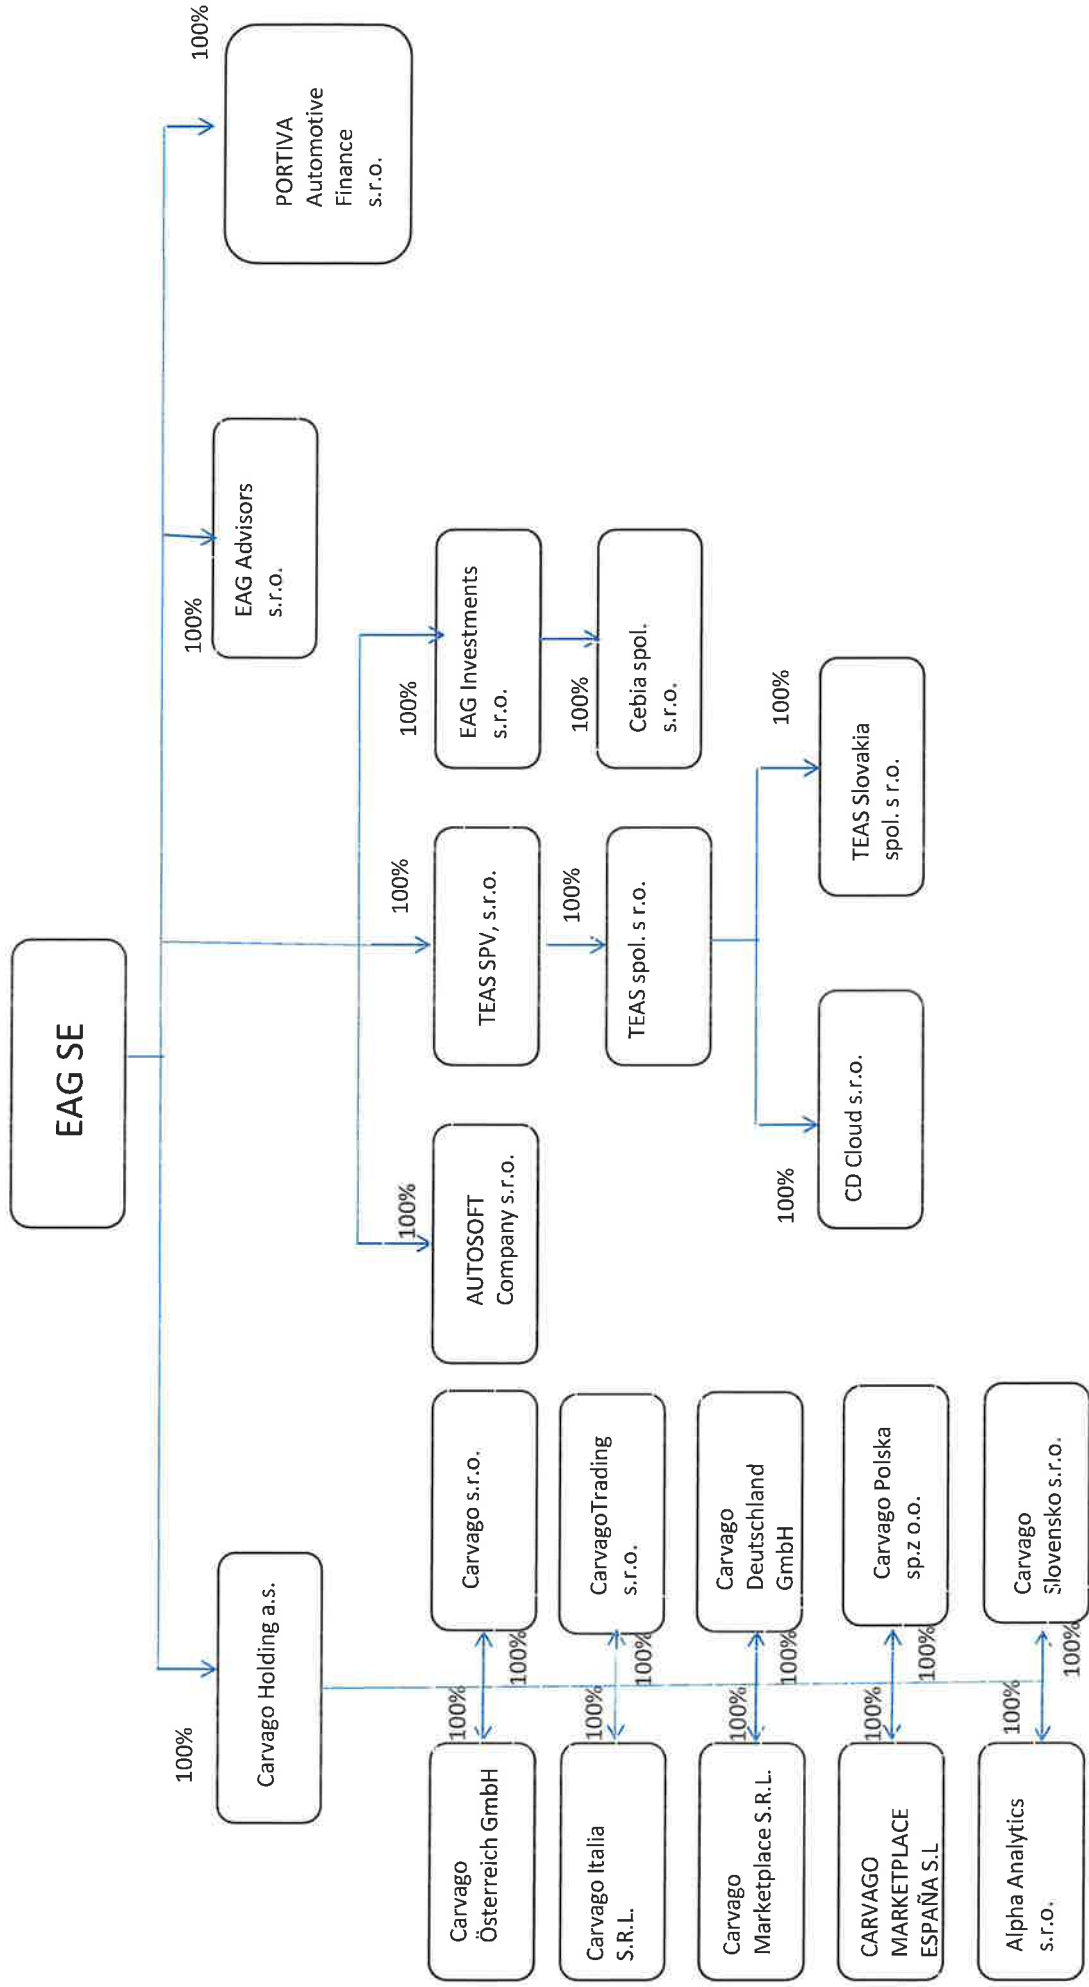 EAG SE
100%
Carvago Holding a.s.
100%
EAG Advisors
s.r.o.
100%
PORTIVA
Automotive
Finance
s.r.o.
100%
Carvago
Österreich GmbH
100%
Carvago s.r.o.
100%
Carvago Italia
S.R.L.
100%
CarvagoTrading
s.r.o.
100%
Carvago
Marketplace S.R.L.
100%
Carvago
Deutschland
GmbH
100%
CARVAGO
MARKETPLACE
ESPAÑA S.L
100%
Carvago Polska
sp.z o.o.
100%
Alpha Analytics
s.r.o.
100%
Carvago
Slovensko s.r.o.
100%
AUTOSOFT
Company s.r.o.
100%
TEAS SPV, s.r.o.
100%
EAG Investments
s.r.o.
100%
TEAS spol. s r.o.
100%
Cebia spol.
s.r.o.
100%
CD Cloud s.r.o.
100%
TEAS Slovakia
spol. s r.o.